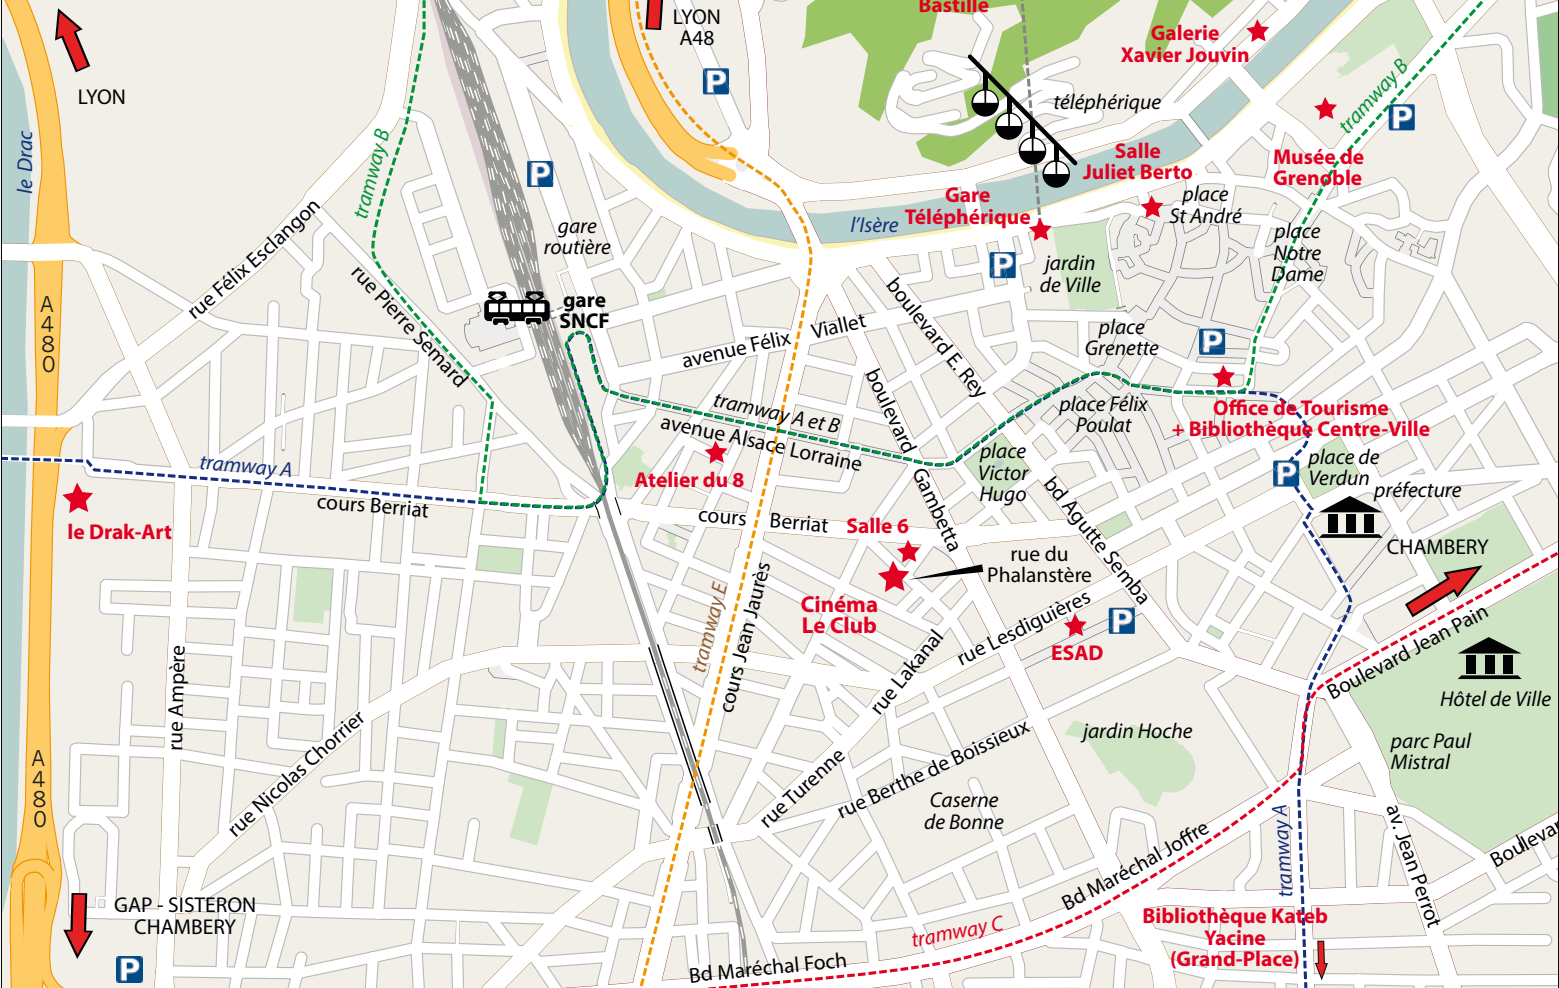 Bastille
LYON
A48
Galerie
Xavier Jouvin
P
LYON
téléphérique
tramway B
P
le Drac
tramway B
P
Salle
Juliet Berto
Musée de
Grenoble
Gare
Téléphérique
place
St André
l'Isère
gare
routière
place
Notre
Dame
rue Félix Esclangon
P
jardin
de Ville
rue Pierre Semard
gare
SNCF
boulevard E. Rey
A480
avenue Félix Viallet
place
Grenette
P
boulevard
Gambetta
tramway A et B
avenue Alsace Lorraine
place Félix
Poulat
Office de Tourisme
+ Bibliothèque Centre-Ville
tramway A
Atelier du 8
place
Victor
Hugo
P
place de
Verdun
préfecture
cours Berriat
le Drak-Art
cours Berriat
Salle 6
bd Agutte Semba
CHAMBERY
rue du
Phalanstère
Cinéma
Le Club
tramway E
cours Jean Jaurès
rue Lesdiguières
P
ESAD
Boulevard Jean Pain
rue Ampère
rue Lakanal
Hôtel de Ville
rue Nicolas Chorrier
jardin Hoche
parc Paul
Mistral
A480
rue Turenne
rue Berthe de Boissieux
Caserne
de Bonne
av. Jean Perrot
Boulevar
tramway A
Bd Maréchal Joffre
GAP - SISTERON
CHAMBERY
tramway C
Bibliothèque Kateb
Yacine
(Grand-Place)
P
Bd Maréchal Foch